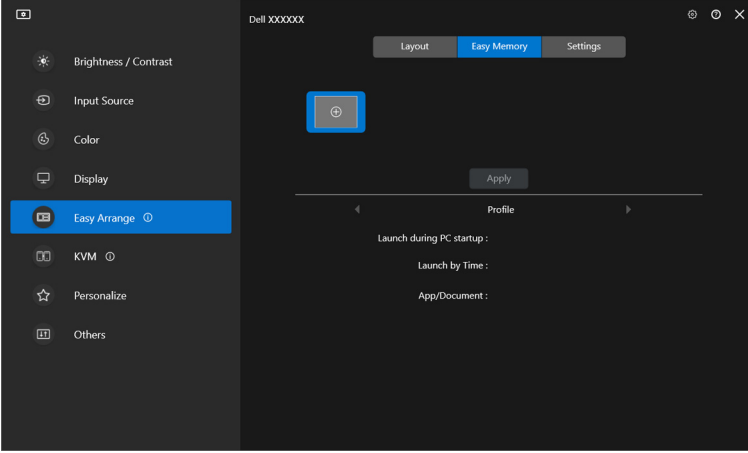 Dell XXXXXX
Layout
Easy Memory
Settings
Brightness / Contrast
Input Source
Color
Display
Easy Arrange
KVM
Personalize
Others
Apply
Profile
Launch during PC startup :
Launch by Time :
App/Document :